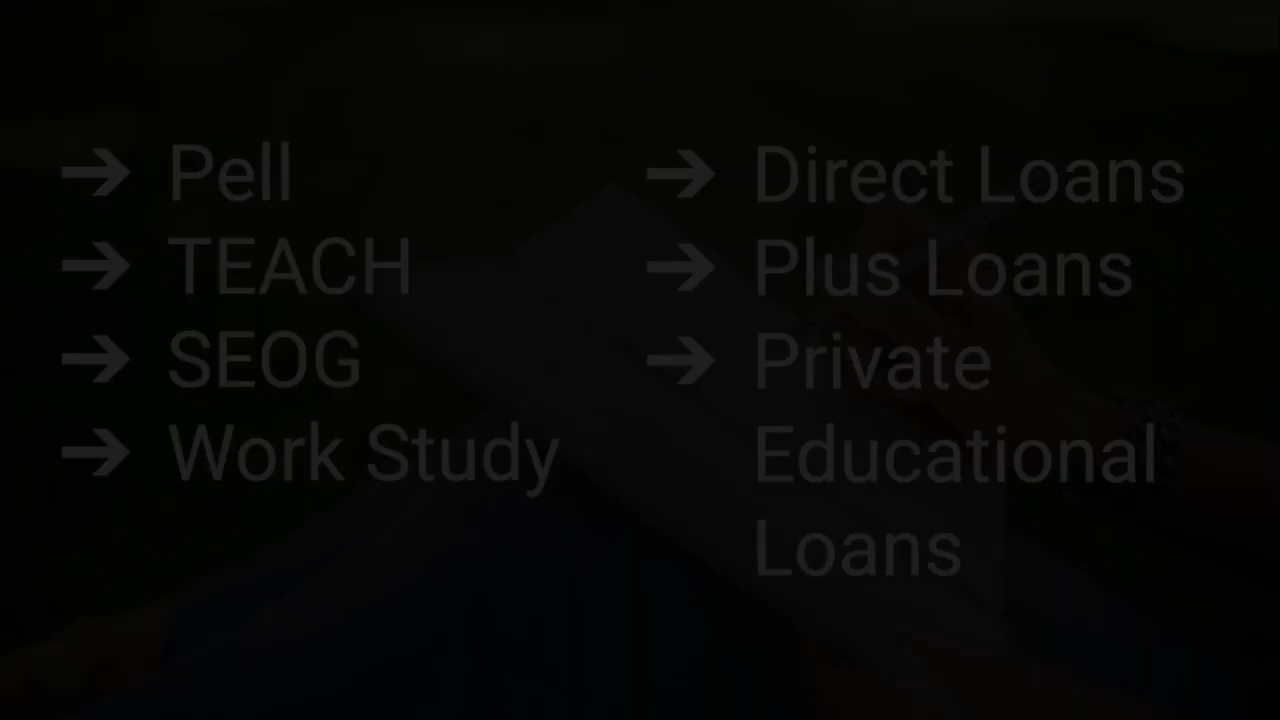 ➔ Pell
➔ TEACH
➔ SEOG
➔ Work Study
➔ Direct Loans
➔ Plus Loans
➔ Private
Educational
Loans